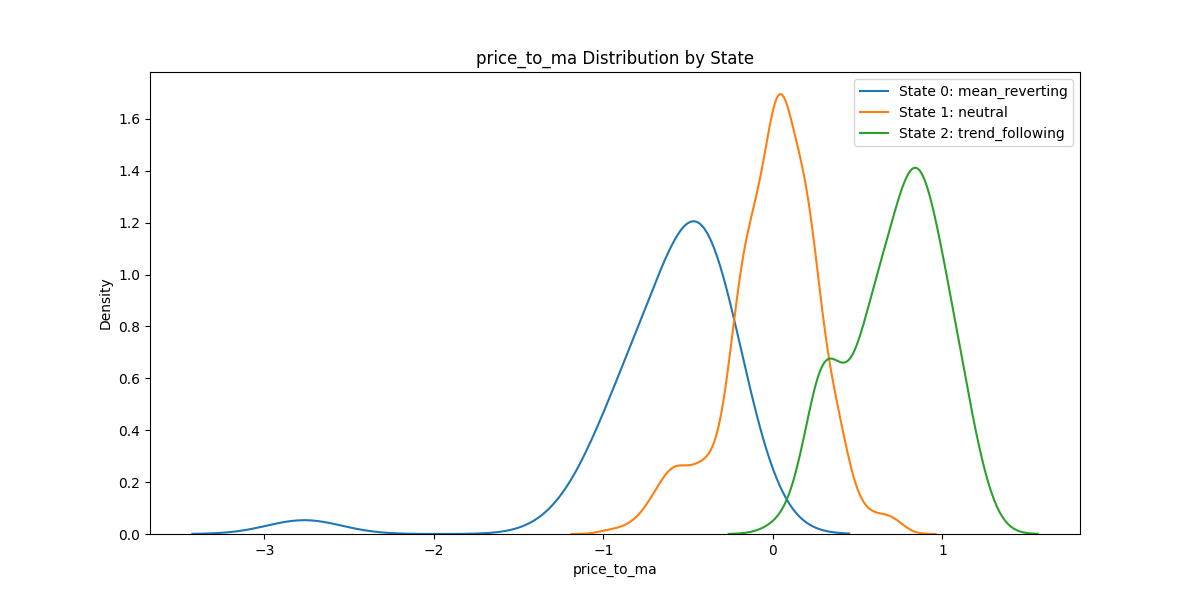 price_to_ma Distribution by State
State 0: mean_reverting
State 1: neutral
State 2: trend_following
Density
1.6
1.4
1.2
1.0
0.8
0.6
0.4
0.2
0.0
−3
−2
−1
0
1
price_to_ma